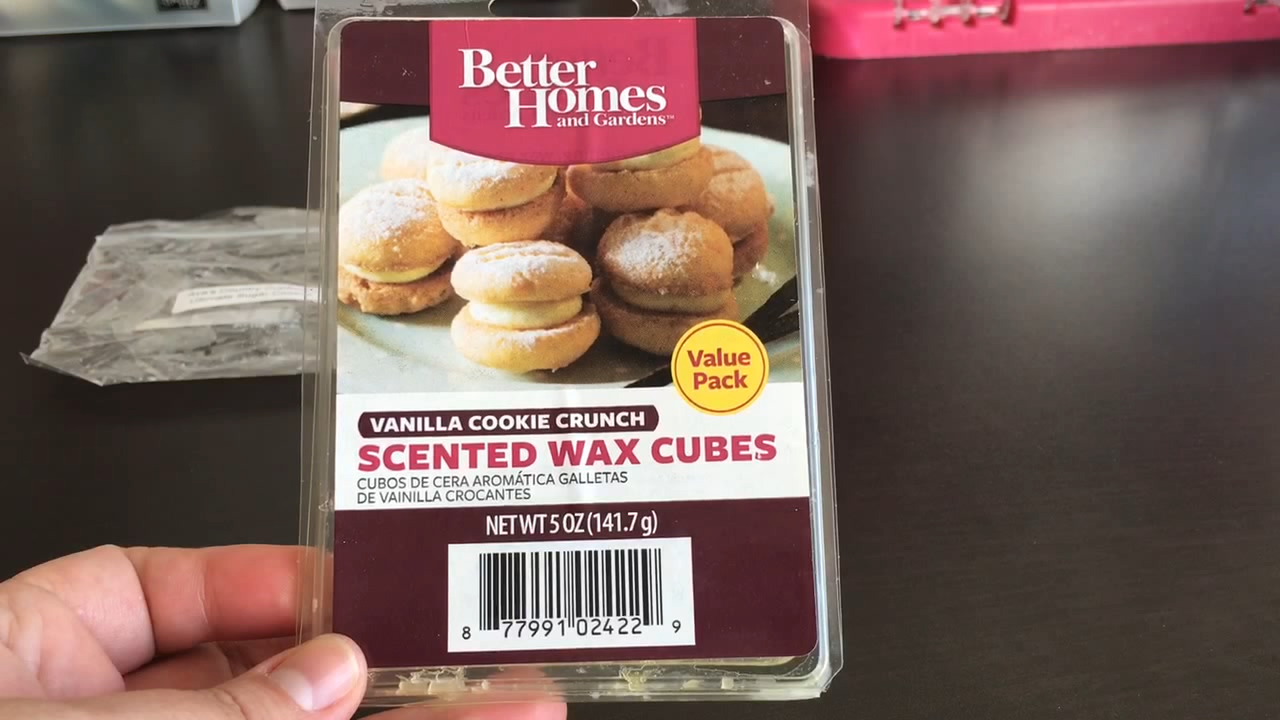 Better
Homes
and Gardens™
Value
Pack
VANILLA COOKIE CRUNCH
SCENTED WAX CUBES
CUBOS DE CERA AROMÁTICA GALLETAS
DE VAINILLA CROCANTES
NET WT 5 OZ (141.7 g)
8 77991 02422 9